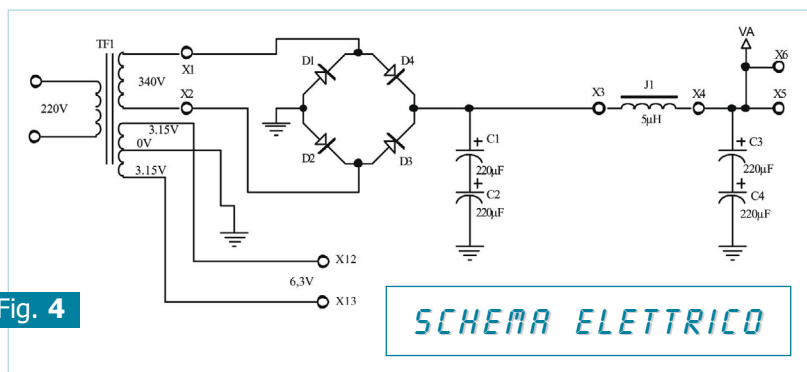 VA
TF1
D1
D4
X6
X1
J1
X2
X3
X4
X5
220V
340V
5µH
3.15V
0V
3.15V
D2
D3
C1
220µF
C2
220µF
C3
220µF
C4
220µF
X12
6,3V
X13
Fig. 4
SCHEMA ELETTRICO